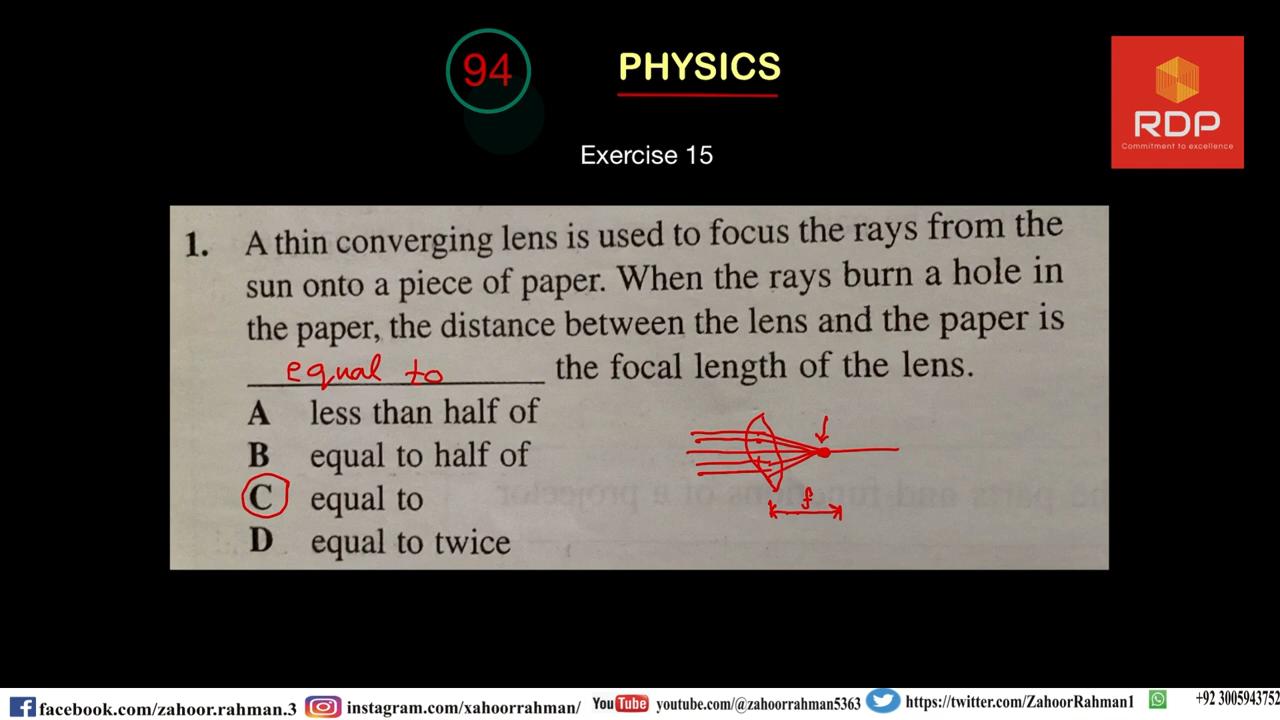 94
PHYSICS
RDP
Commitment to excellence
Exercise 15
1. A thin converging lens is used to focus the rays from the
sun onto a piece of paper. When the rays burn a hole in
the paper, the distance between the lens and the paper is
equal to the focal length of the lens.
A less than half of
B equal to half of
C equal to
D equal to twice
f
facebook.com/zahoor.rahman.3 instagram.com/xahoorrahman/ YouTube youtube.com/@zahoorrahman5363 https://twitter.com/ZahoorRahman1 +92 3005943752